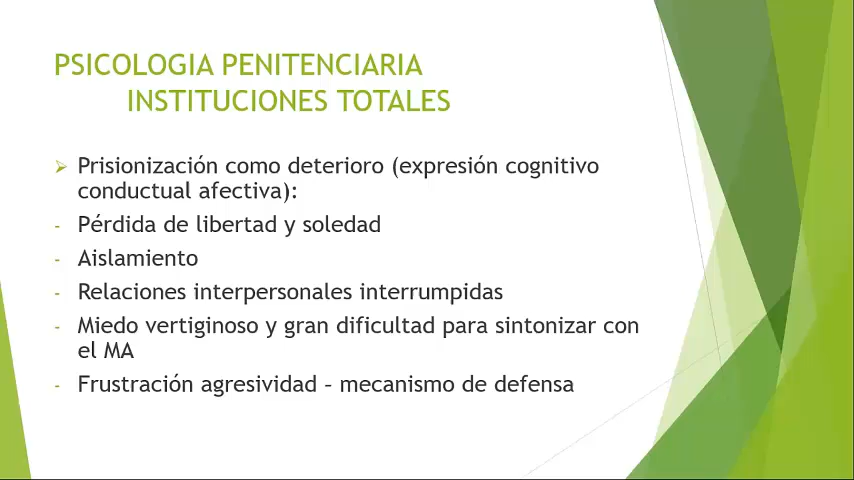 PSICOLOGIA PENITENCIARIA
INSTITUCIONES TOTALES
➢ Prisionización como deterioro (expresión cognitivo
conductual afectiva):
- Pérdida de libertad y soledad
- Aislamiento
- Relaciones interpersonales interrumpidas
- Miedo vertiginoso y gran dificultad para sintonizar con
el MA
- Frustración agresividad – mecanismo de defensa